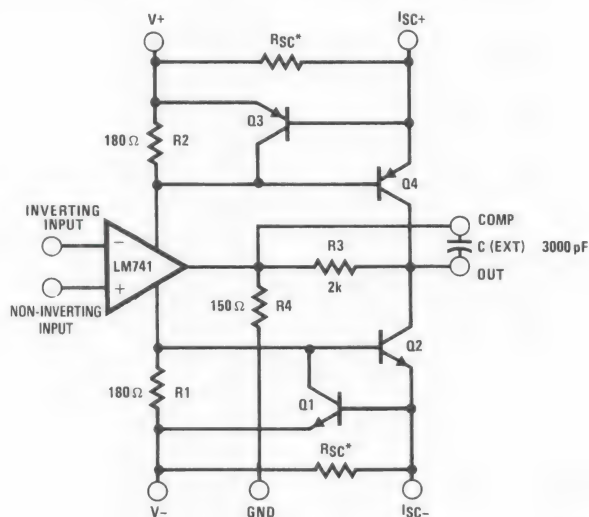 V+
ISC+
RSC*
Q3
180 Ω R2
Q4
INVERTING
INPUT
COMP
R3
C (EXT) 3000 pF
LM741
−
+
2k
OUT
NON-INVERTING
INPUT
150 Ω R4
Q2
180 Ω R1
Q1
RSC*
V−
GND
ISC−